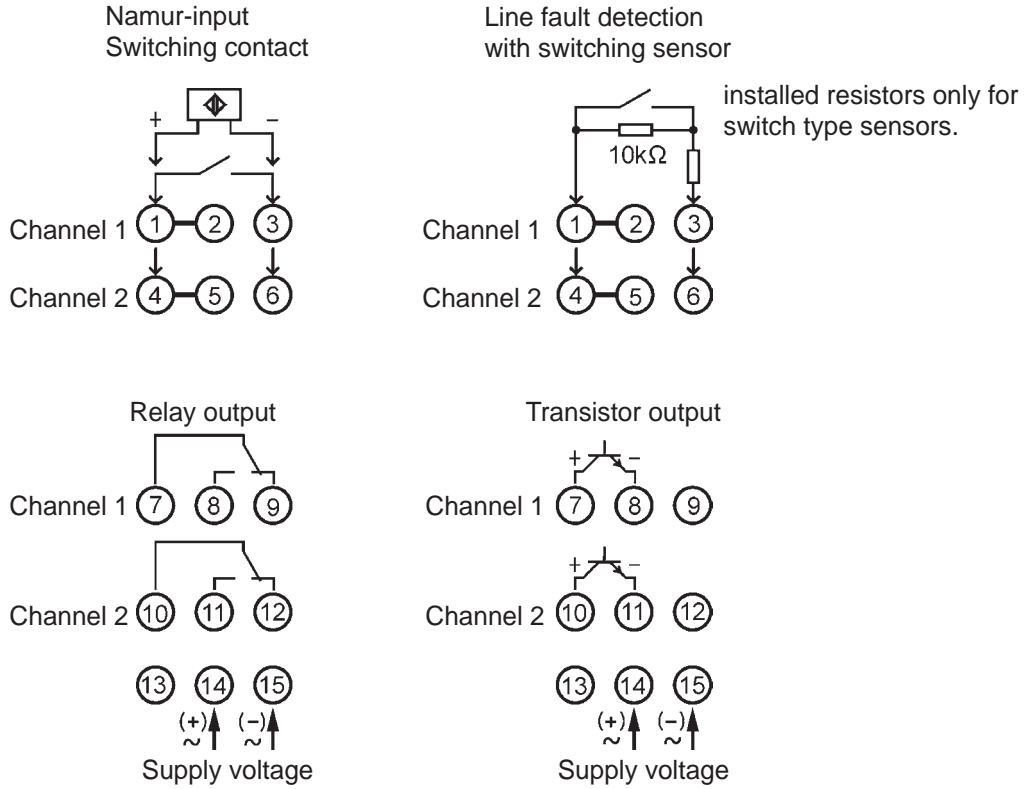 Namur-input
Switching contact
+ −
Channel 1 1 2 3
Channel 2 4 5 6
Line fault detection
with switching sensor
installed resistors only for
switch type sensors.
10kΩ
Channel 1 1 2 3
Channel 2 4 5 6
Relay output
Channel 1 7 8 9
Channel 2 10 11 12
13 14 15
(+) (−)
~ ~
Supply voltage
Transistor output
+ −
Channel 1 7 8 9
+ −
Channel 2 10 11 12
13 14 15
(+) (−)
~ ~
Supply voltage